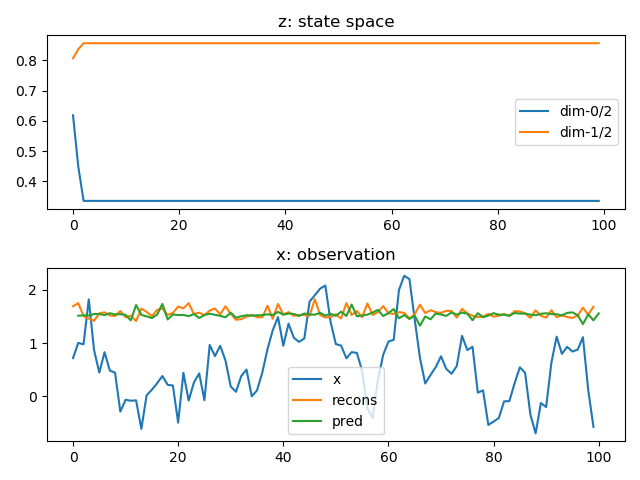 z: state space
0.8
0.7
0.6
0.5
0.4
dim-0/2
dim-1/2
0 20 40 60 80 100
x: observation
2
1
0
x
recons
pred
0 20 40 60 80 100